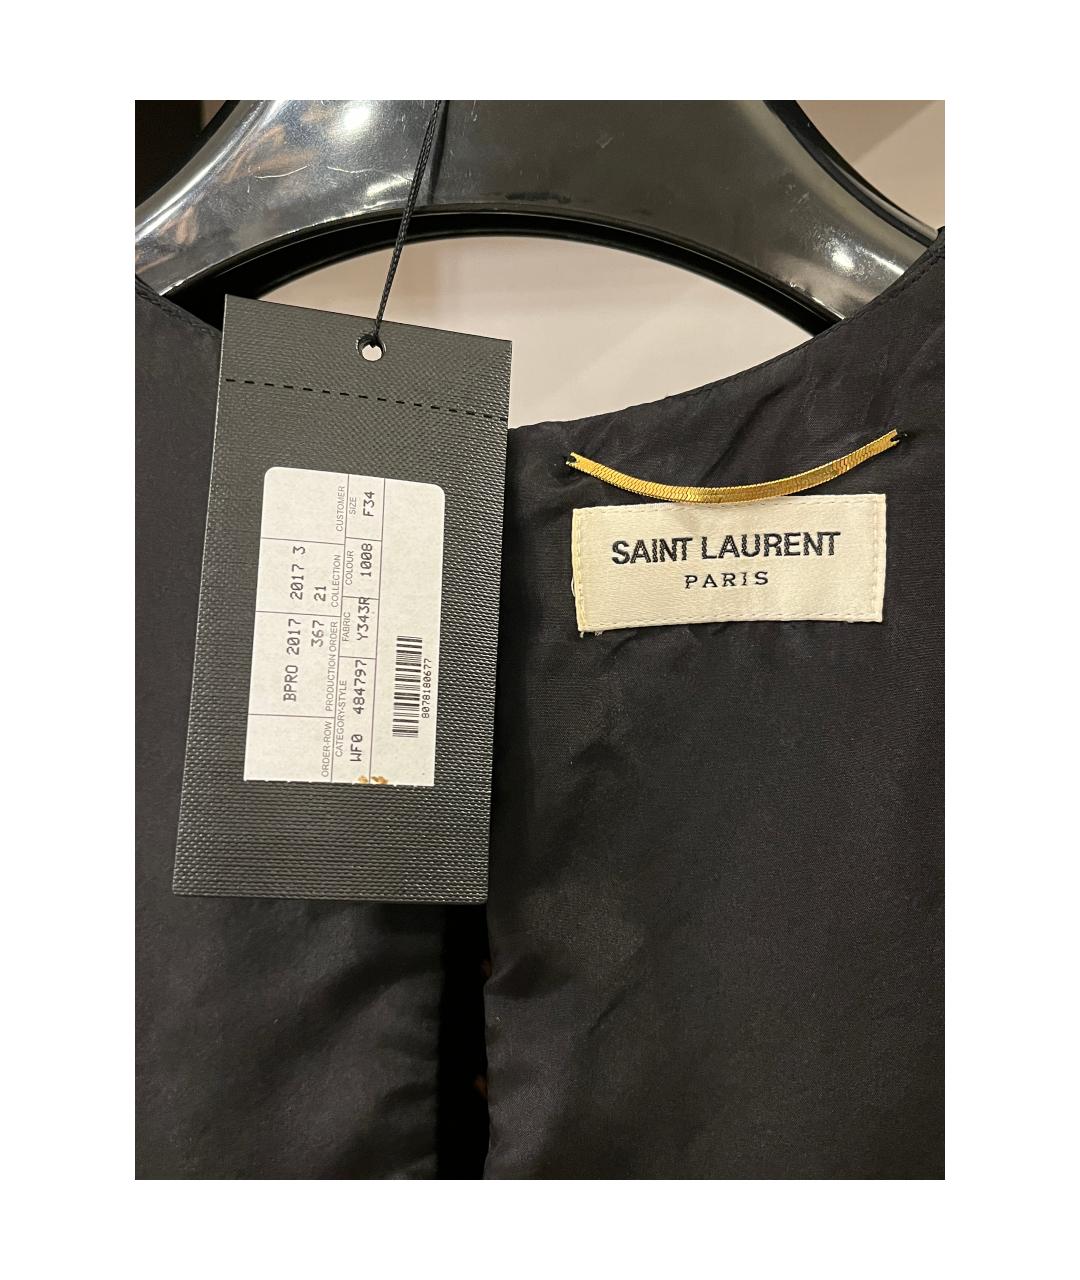 BPRO 2017 2017 3
367 21
ORDER-ROW PRODUCTION ORDER COLLECTION CUSTOMER
CATEGORY-STYLE FABRIC COLOUR SIZE
WF0 484797 Y343R 1008 F34
8078180677
SAINT LAURENT
PARIS